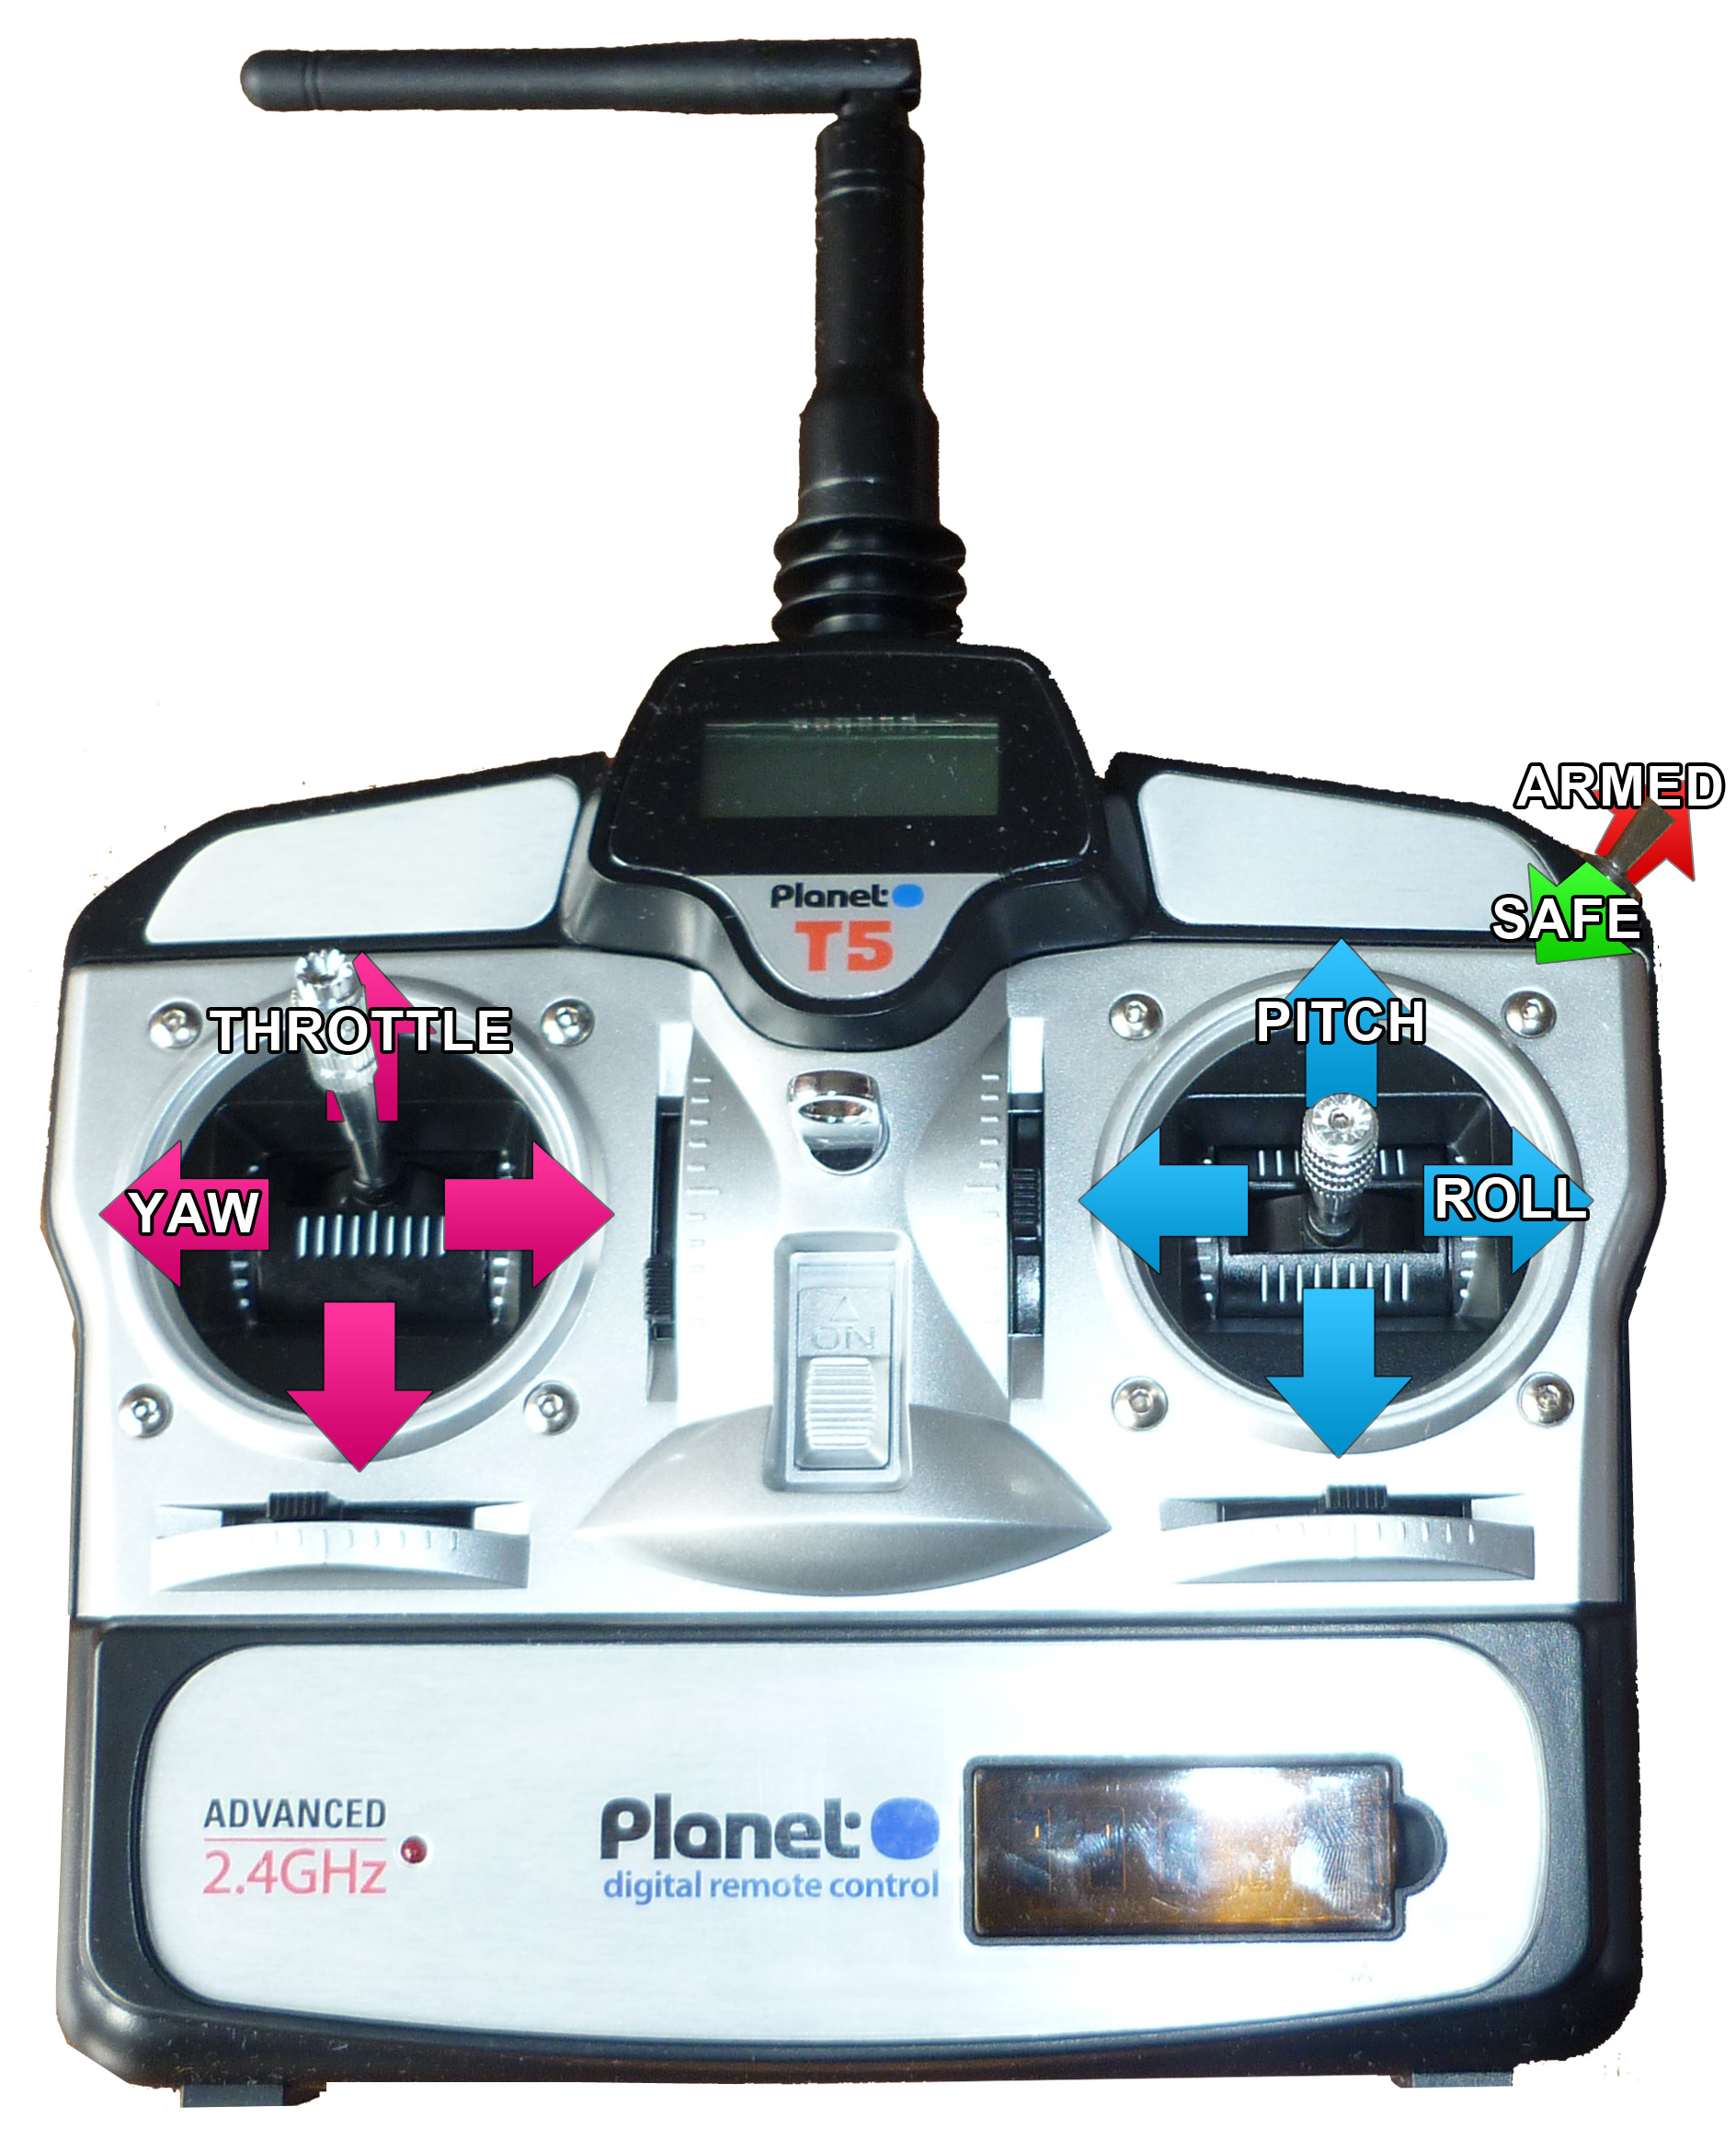 ARMED
SAFE
Planet
T5
THROTTLE
PITCH
YAW
ROLL
ON
ADVANCED
2.4GHz
Planet
digital remote control